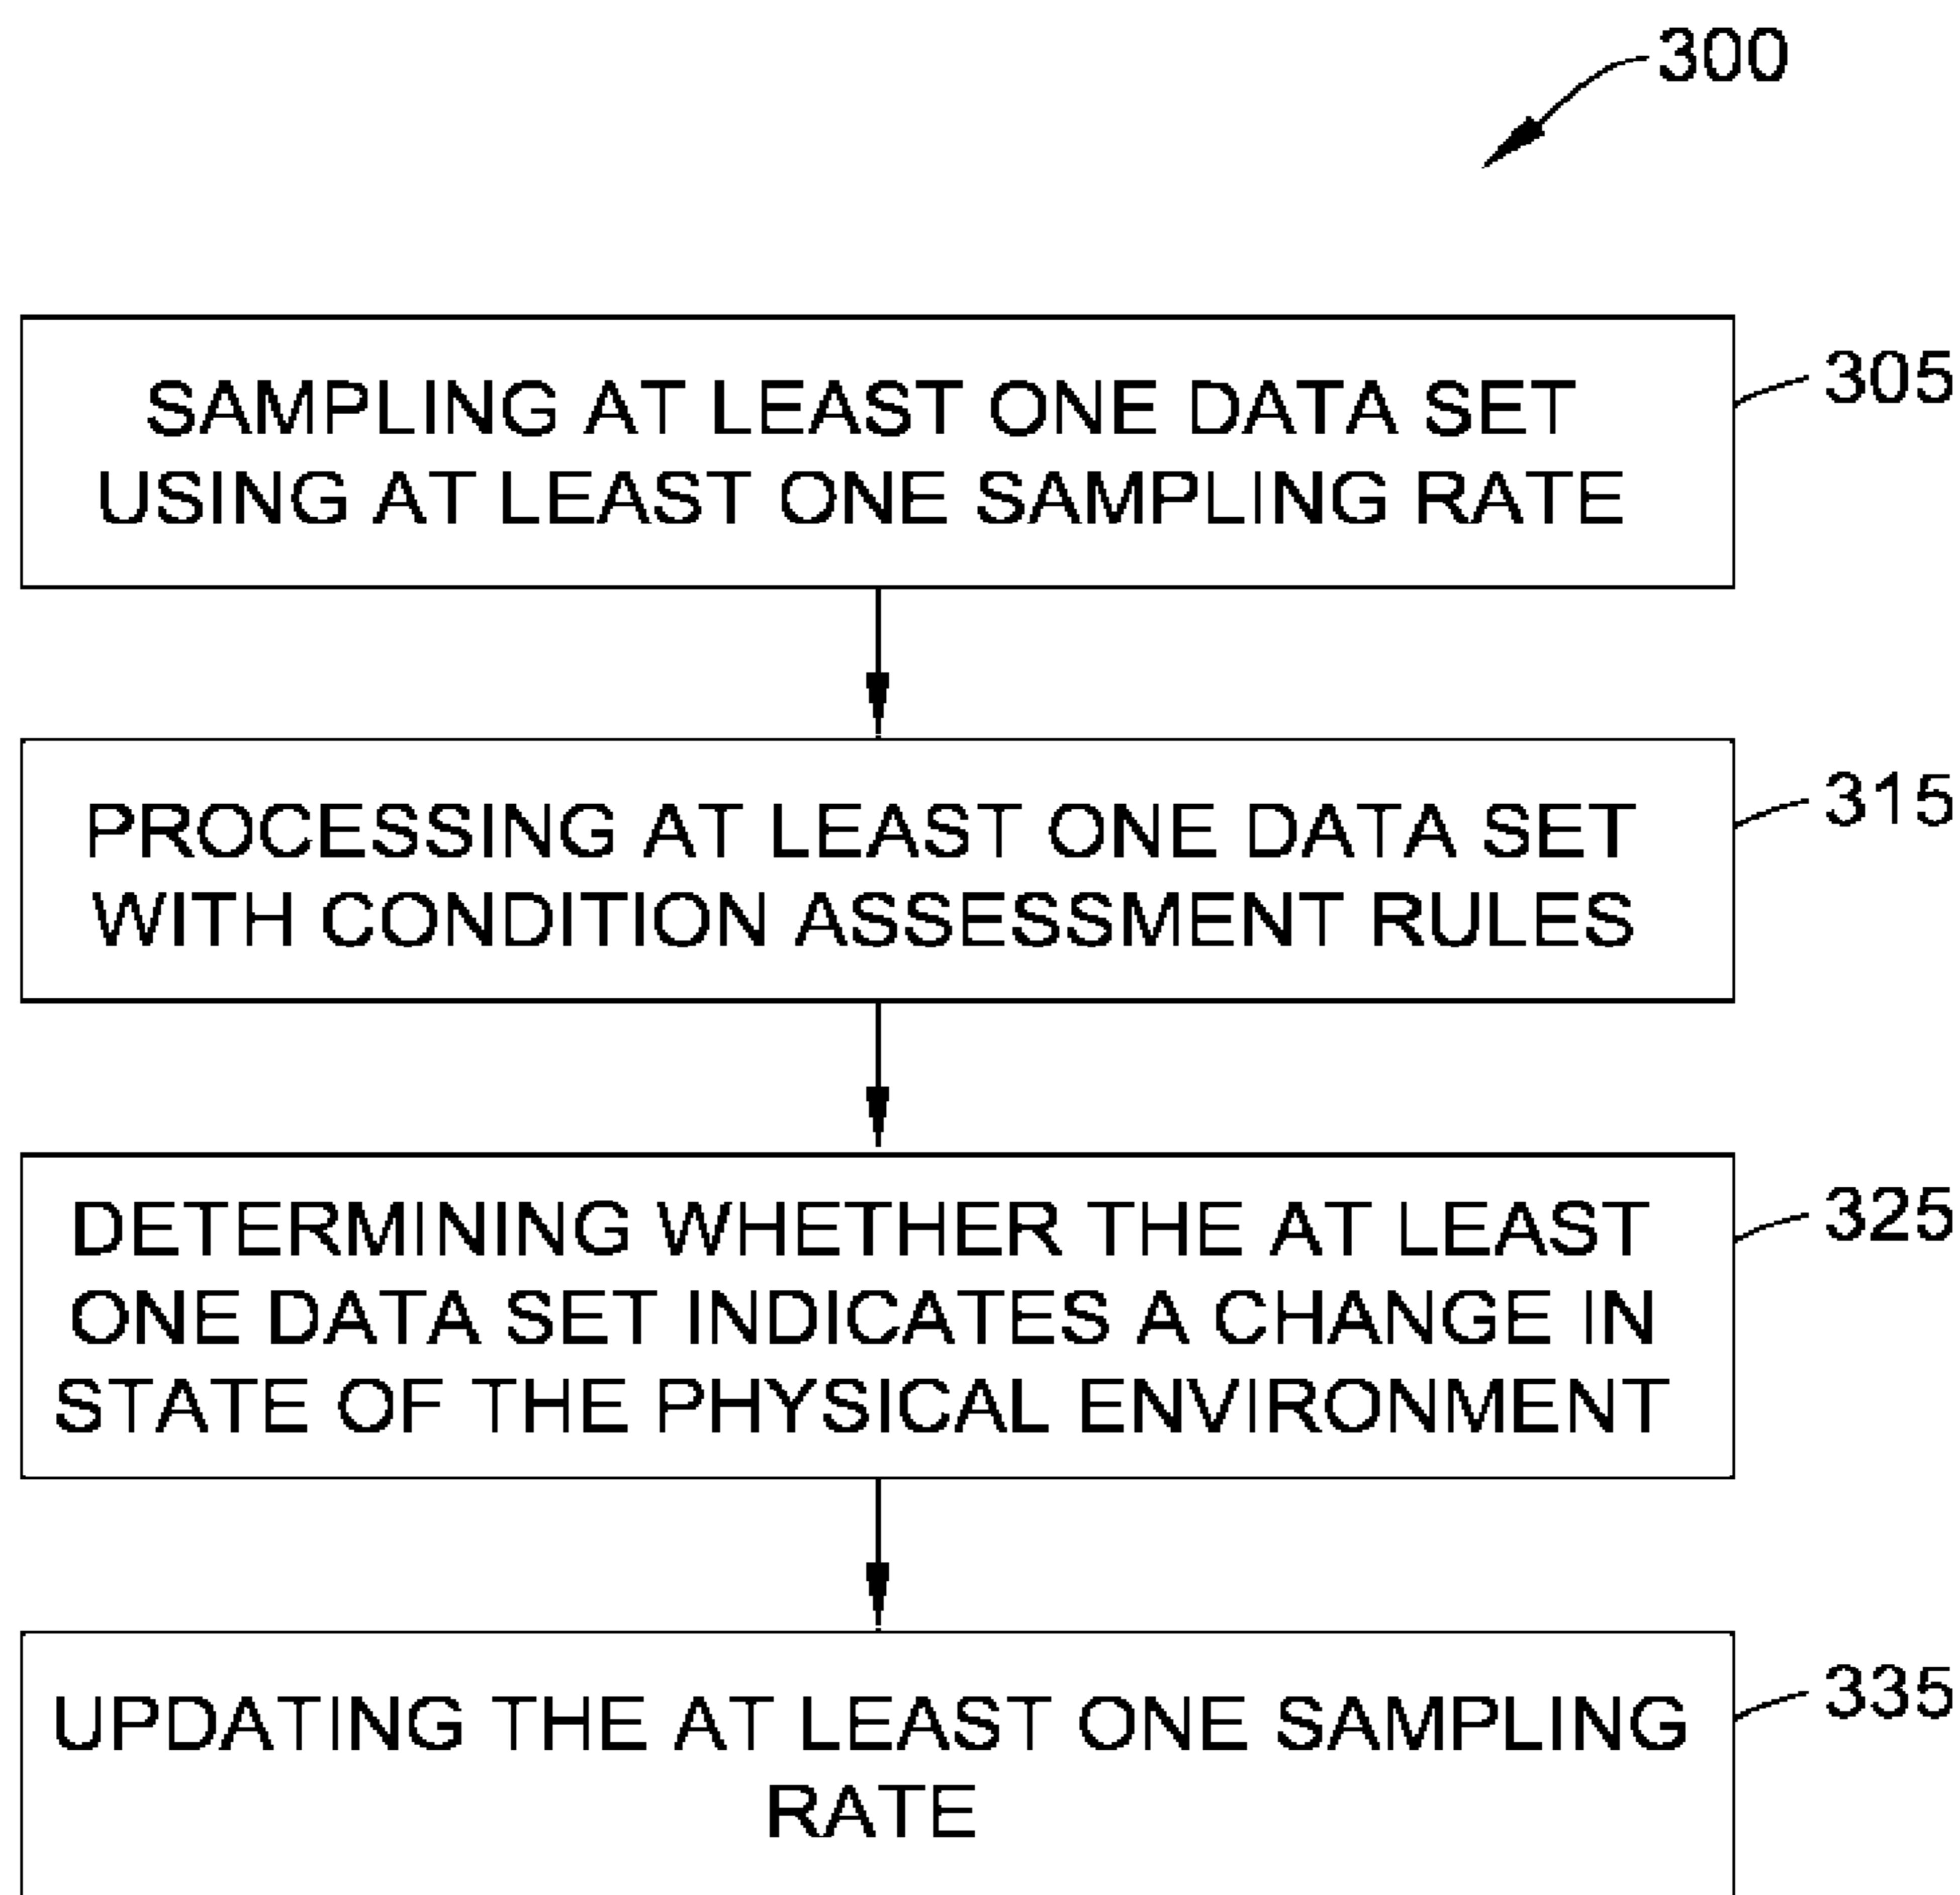 300
SAMPLING AT LEAST ONE DATA SET
USING AT LEAST ONE SAMPLING RATE
305
PROCESSING AT LEAST ONE DATA SET
WITH CONDITION ASSESSMENT RULES
315
DETERMINING WHETHER THE AT LEAST
ONE DATA SET INDICATES A CHANGE IN
STATE OF THE PHYSICAL ENVIRONMENT
325
UPDATING THE AT LEAST ONE SAMPLING
RATE
335